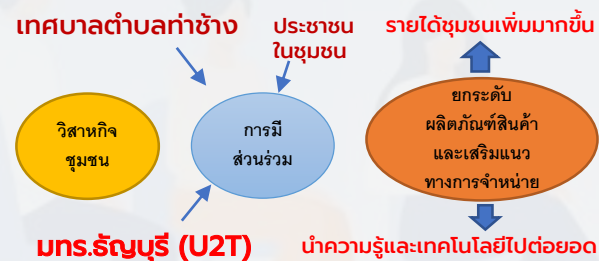 เทศบาลตำบลท่าช้าง
ประชาชน
ในชุมชน
รายได้ชุมชนเพิ่มมากขึ้น
วิสาหกิจ
ชุมชน
การมี
ส่วนร่วม
ยกระดับ
ผลิตภัณฑ์สินค้า
และเสริมแนว
ทางการจำหน่าย
มทร.ธัญบุรี (U2T)
นำความรู้และเทคโนโลยีไปต่อยอด